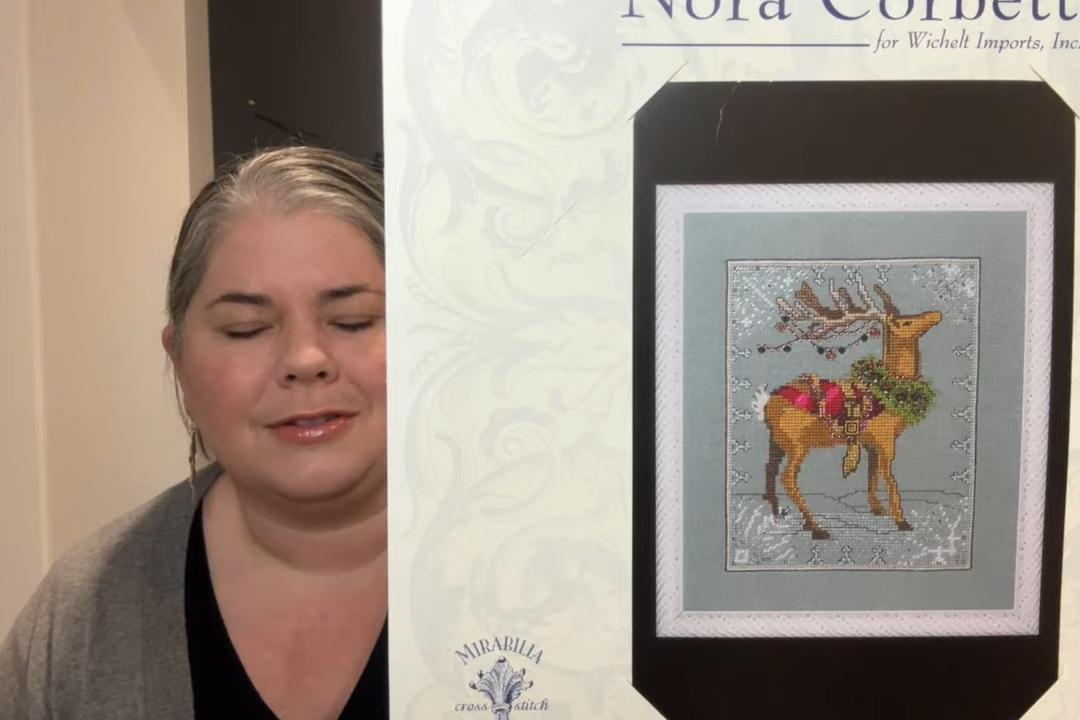 Nora Corbett
for Wichelt Imports, Inc.
MIRABILIA
cross stitch